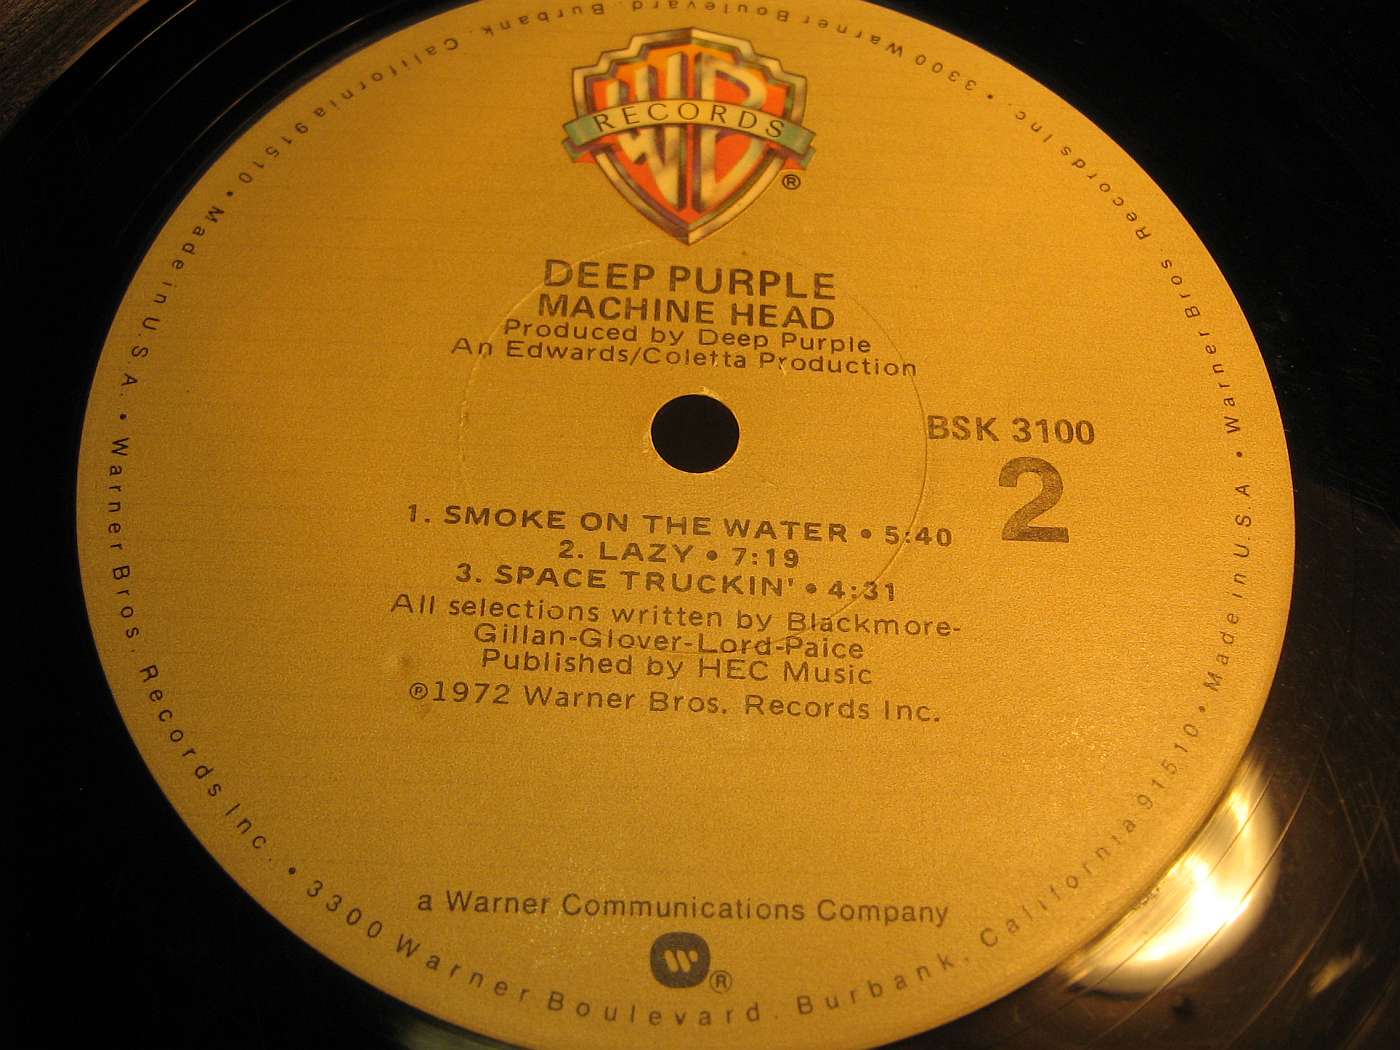 WB
RECORDS
®
DEEP PURPLE
MACHINE HEAD
Produced by Deep Purple
An Edwards/Coletta Production
BSK 3100
2
1. SMOKE ON THE WATER • 5:40
2. LAZY • 7:19
3. SPACE TRUCKIN' • 4:31
All selections written by Blackmore-
Gillan-Glover-Lord-Paice
Published by HEC Music
℗1972 Warner Bros. Records Inc.
a Warner Communications Company
®
Warner Bros. Records Inc. • 3300 Warner Boulevard. Burbank, California 91510 • Made in U.S.A. • Warner Bros. Records Inc. • 3300 Warner Boulevard. Burbank, California 91510 • Made in U.S.A. •